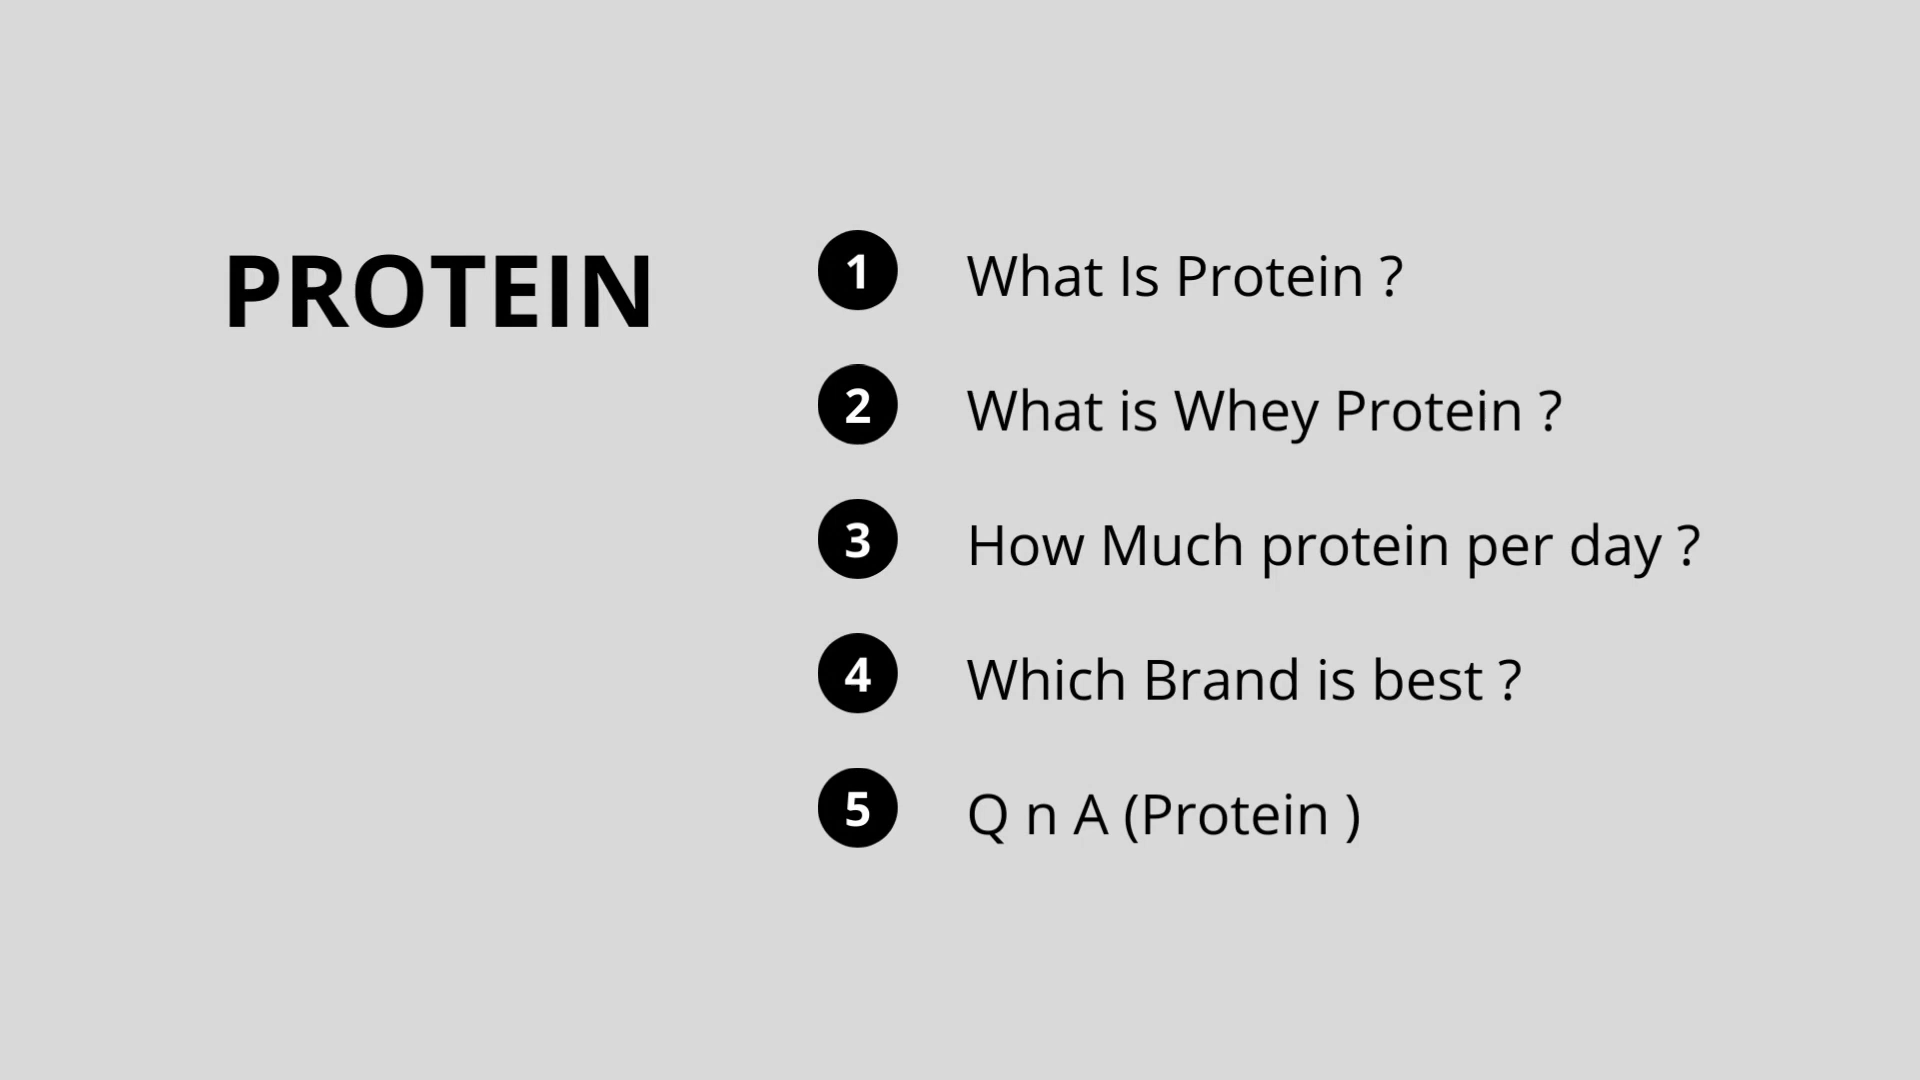 PROTEIN
1 What Is Protein ?
2 What is Whey Protein ?
3 How Much protein per day ?
4 Which Brand is best ?
5 Q n A (Protein )